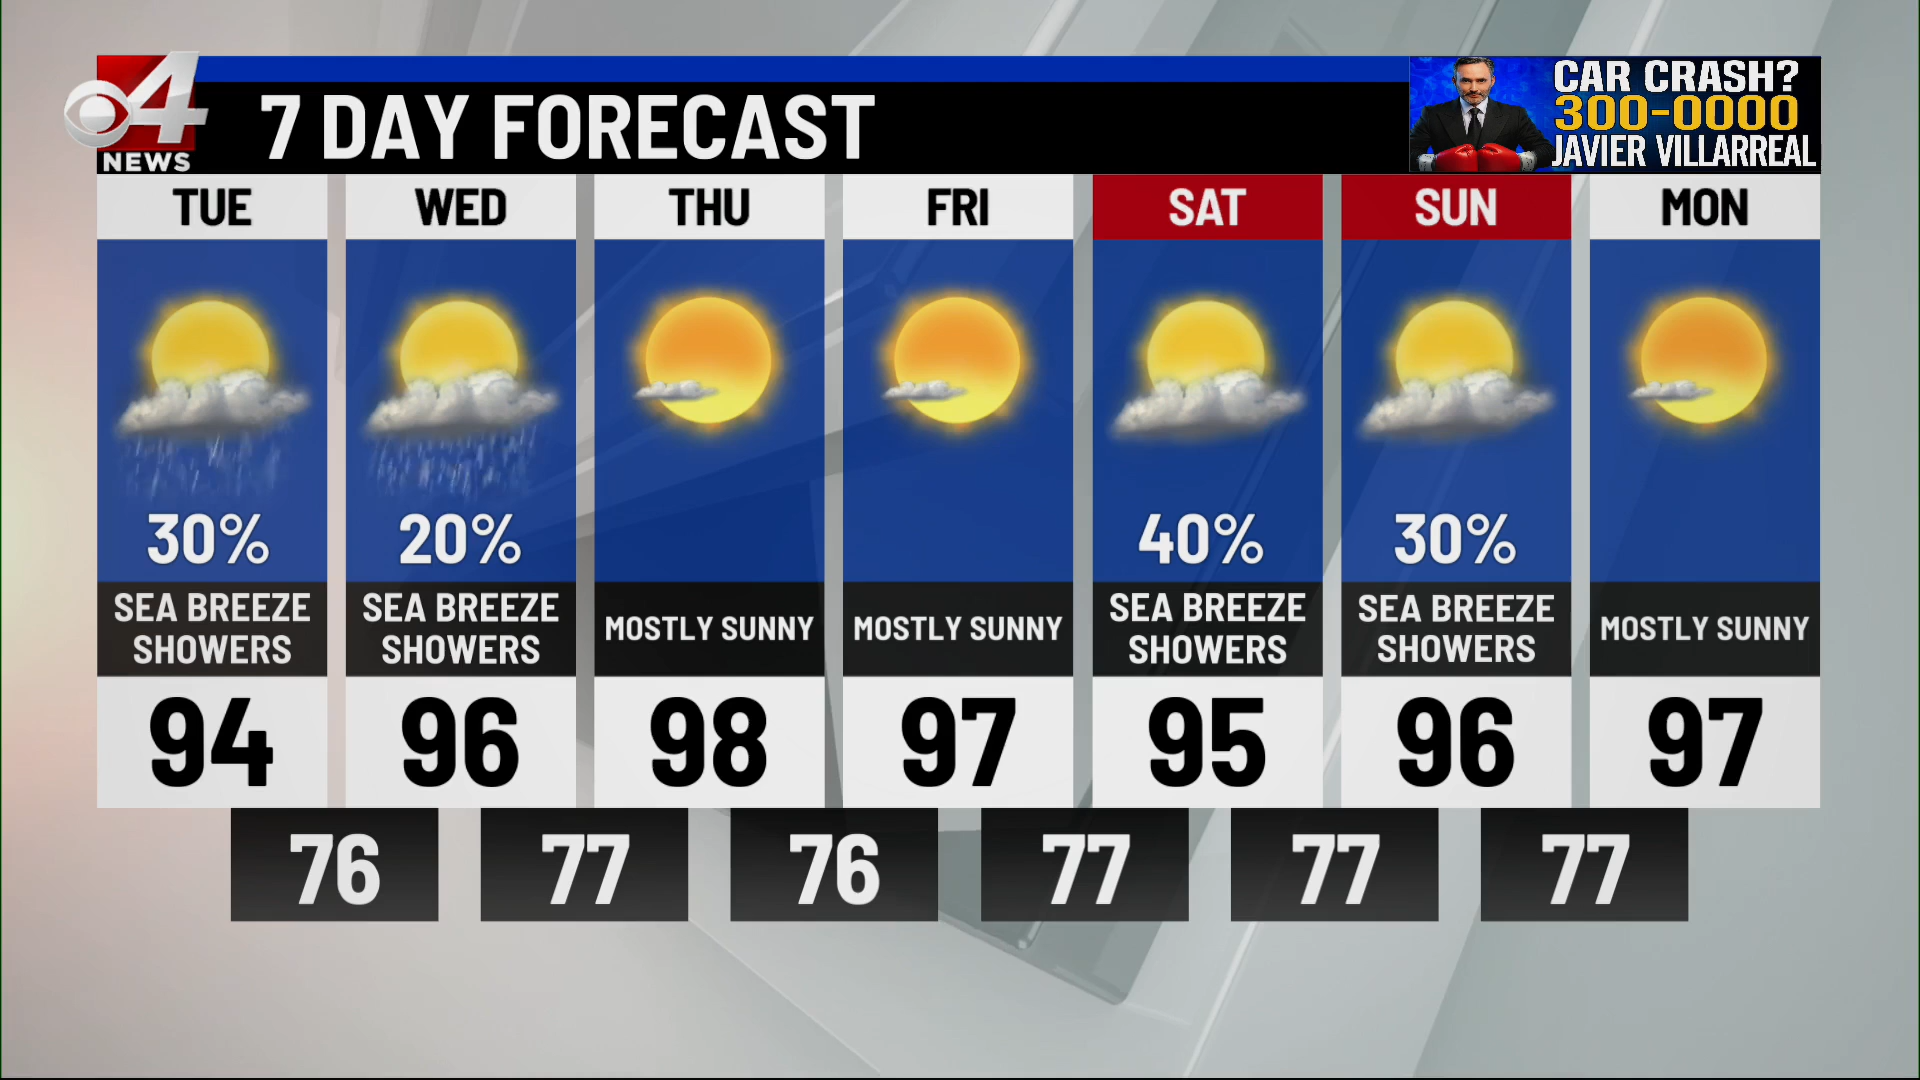 4
NEWS
7 DAY FORECAST
CAR CRASH?
300-0000
JAVIER VILLARREAL
TUE
WED
THU
FRI
SAT
SUN
MON
30%
20%
40%
30%
SEA BREEZE
SHOWERS
SEA BREEZE
SHOWERS
MOSTLY SUNNY
MOSTLY SUNNY
SEA BREEZE
SHOWERS
SEA BREEZE
SHOWERS
MOSTLY SUNNY
94
96
98
97
95
96
97
76
77
76
77
77
77